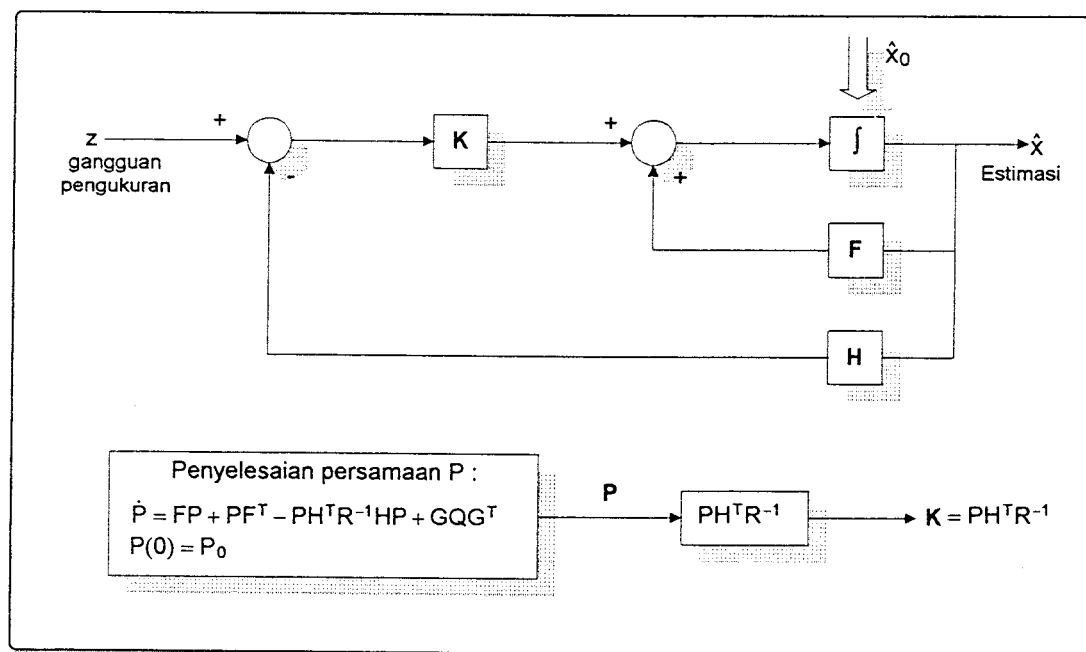 x̂₀
+
z
gangguan
pengukuran
-
K
+
+
∫
x̂
Estimasi
F
H
Penyelesaian persamaan P :
Ṗ = FP + PFᵀ − PHᵀR⁻¹HP + GQGᵀ
P(0) = P₀
P
PHᵀR⁻¹
K = PHᵀR⁻¹